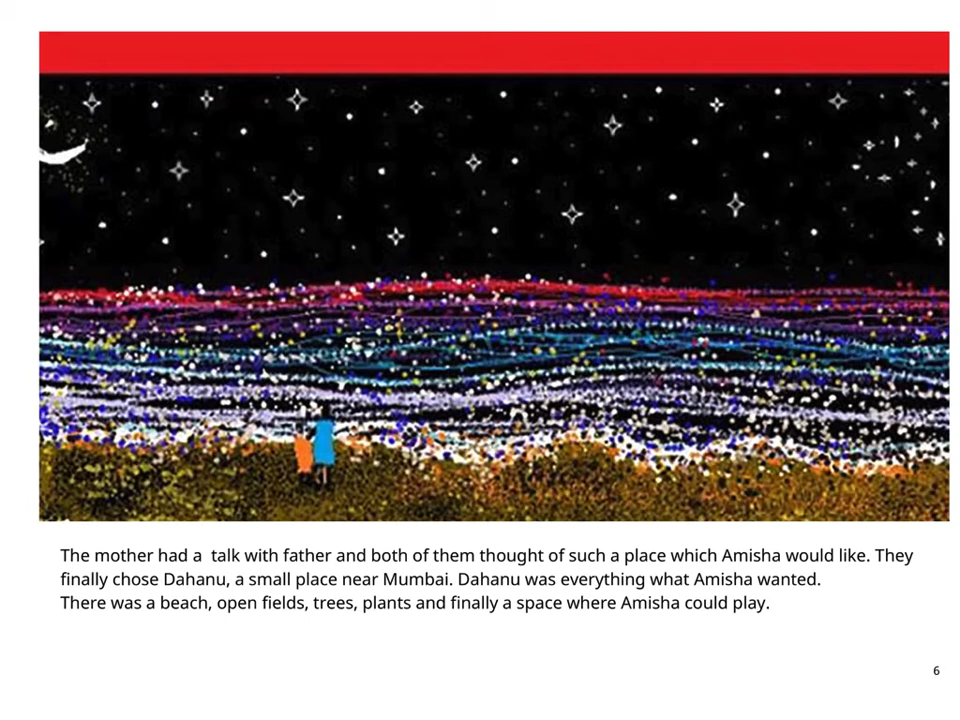 The mother had a  talk with father and both of them thought of such a place which Amisha would like. They
finally chose Dahanu, a small place near Mumbai. Dahanu was everything what Amisha wanted.
There was a beach, open fields, trees, plants and finally a space where Amisha could play.
6